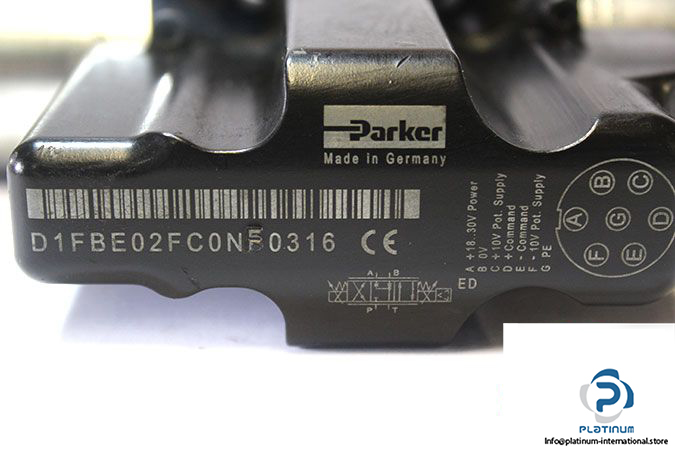 Parker
Made in Germany
D1FBE02FC0NF0316 CE
A +18..30V Power
B 0V
C +10V Pot. Supply
D +Command
E -Command
F -10V Pot. Supply
G PE
ED
A B
P T
B C
A G D
F E
PLATINUM
Info@platinum-international.store